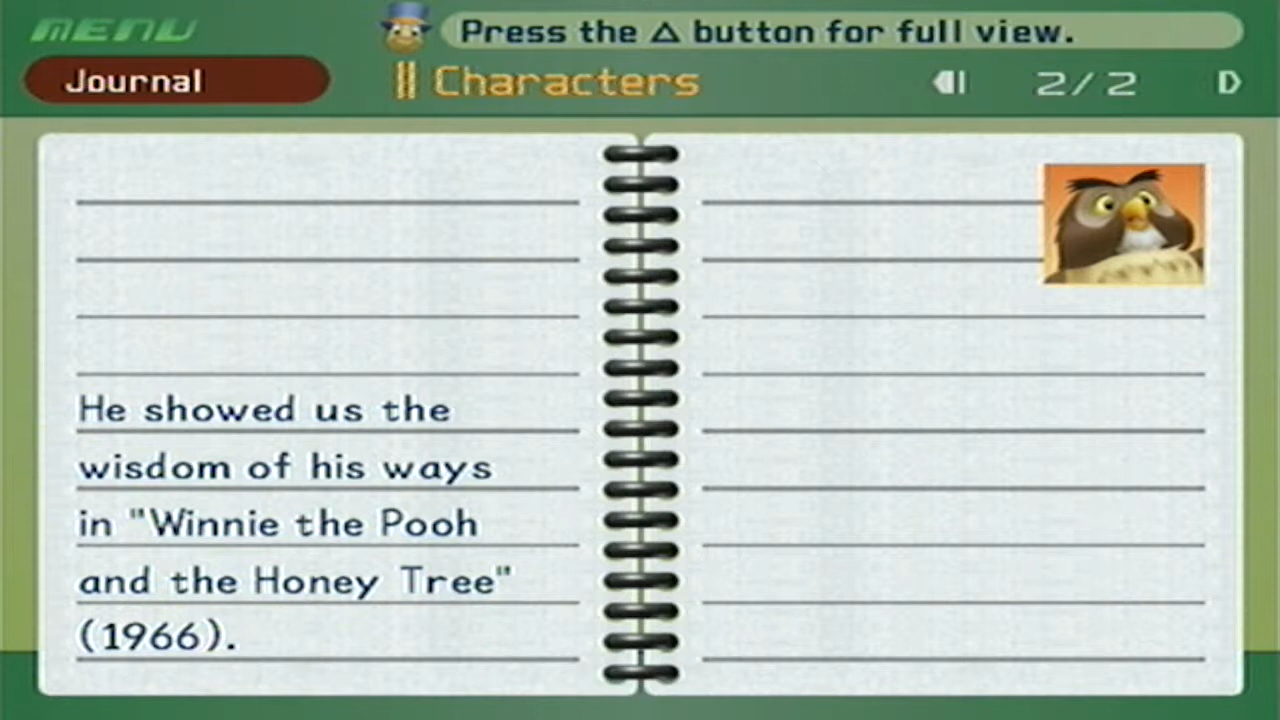 MENU
Press the △ button for full view.
Journal
Characters
2/2
He showed us the
wisdom of his ways
in "Winnie the Pooh
and the Honey Tree"
(1966).